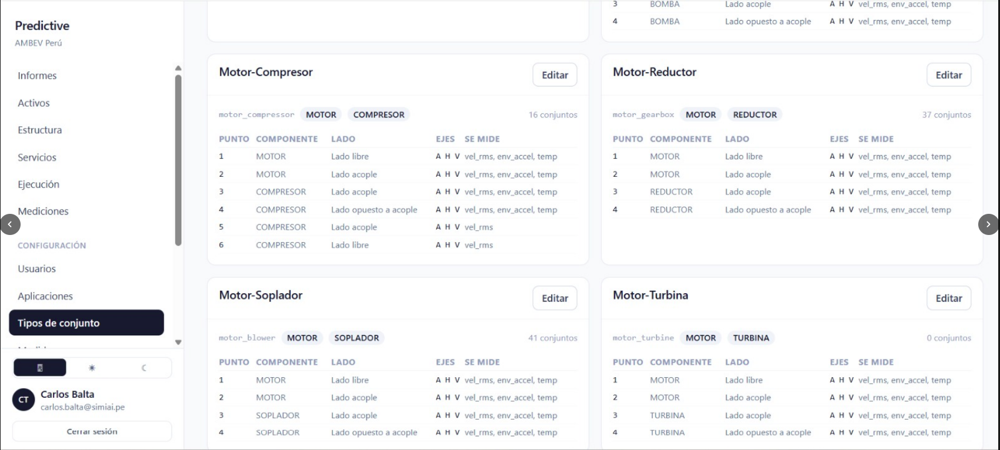 Predictive
AMBEV Perú
Informes
Activos
Estructura
Servicios
Ejecución
Mediciones
CONFIGURACIÓN
Usuarios
Aplicaciones
Tipos de conjunto
CT
Carlos Balta
carlos.balta@simiai.pe
Cerrar sesión
3 BOMBA Lado acople A H V vel_rms, env_accel, temp
4 BOMBA Lado opuesto a acople A H V vel_rms, env_accel, temp
Motor-Compresor
Editar
motor_compressor MOTOR COMPRESOR 16 conjuntos
PUNTO COMPONENTE LADO EJES SE MIDE
1 MOTOR Lado libre A H V vel_rms, env_accel, temp
2 MOTOR Lado acople A H V vel_rms, env_accel, temp
3 COMPRESOR Lado acople A H V vel_rms, env_accel, temp
4 COMPRESOR Lado opuesto a acople A H V vel_rms, env_accel, temp
5 COMPRESOR Lado acople A H V vel_rms
6 COMPRESOR Lado libre A H V vel_rms
Motor-Reductor
Editar
motor_gearbox MOTOR REDUCTOR 37 conjuntos
PUNTO COMPONENTE LADO EJES SE MIDE
1 MOTOR Lado libre A H V vel_rms, env_accel, temp
2 MOTOR Lado acople A H V vel_rms, env_accel, temp
3 REDUCTOR Lado acople A H V vel_rms, env_accel, temp
4 REDUCTOR Lado opuesto a acople A H V vel_rms, env_accel, temp
Motor-Soplador
Editar
motor_blower MOTOR SOPLADOR 41 conjuntos
PUNTO COMPONENTE LADO EJES SE MIDE
1 MOTOR Lado libre A H V vel_rms, env_accel, temp
2 MOTOR Lado acople A H V vel_rms, env_accel, temp
3 SOPLADOR Lado acople A H V vel_rms, env_accel, temp
4 SOPLADOR Lado opuesto a acople A H V vel_rms, env_accel, temp
Motor-Turbina
Editar
motor_turbine MOTOR TURBINA 0 conjuntos
PUNTO COMPONENTE LADO EJES SE MIDE
1 MOTOR Lado libre A H V vel_rms, env_accel, temp
2 MOTOR Lado acople A H V vel_rms, env_accel, temp
3 TURBINA Lado acople A H V vel_rms, env_accel, temp
4 TURBINA Lado opuesto a acople A H V vel_rms, env_accel, temp